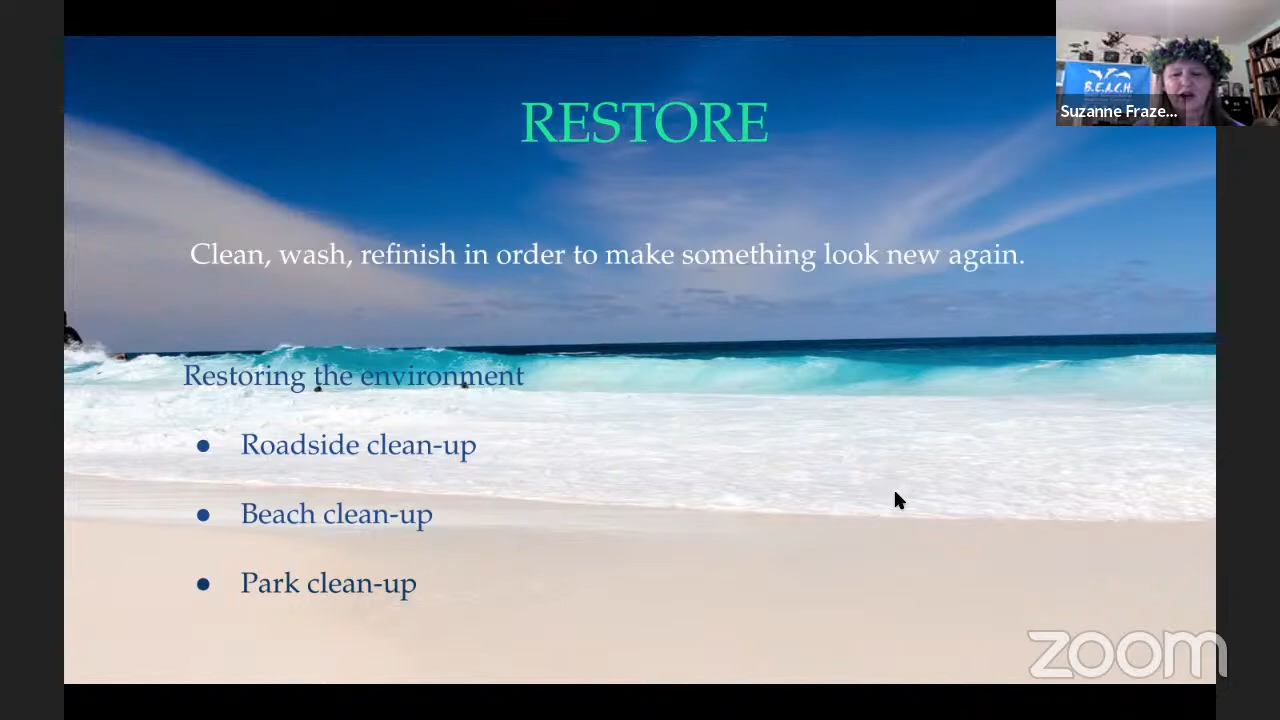 RESTORE
B.E.A.C.H.
Suzanne Fraze...
Clean, wash, refinish in order to make something look new again.
Restoring the environment
● Roadside clean-up
● Beach clean-up
● Park clean-up
zoom